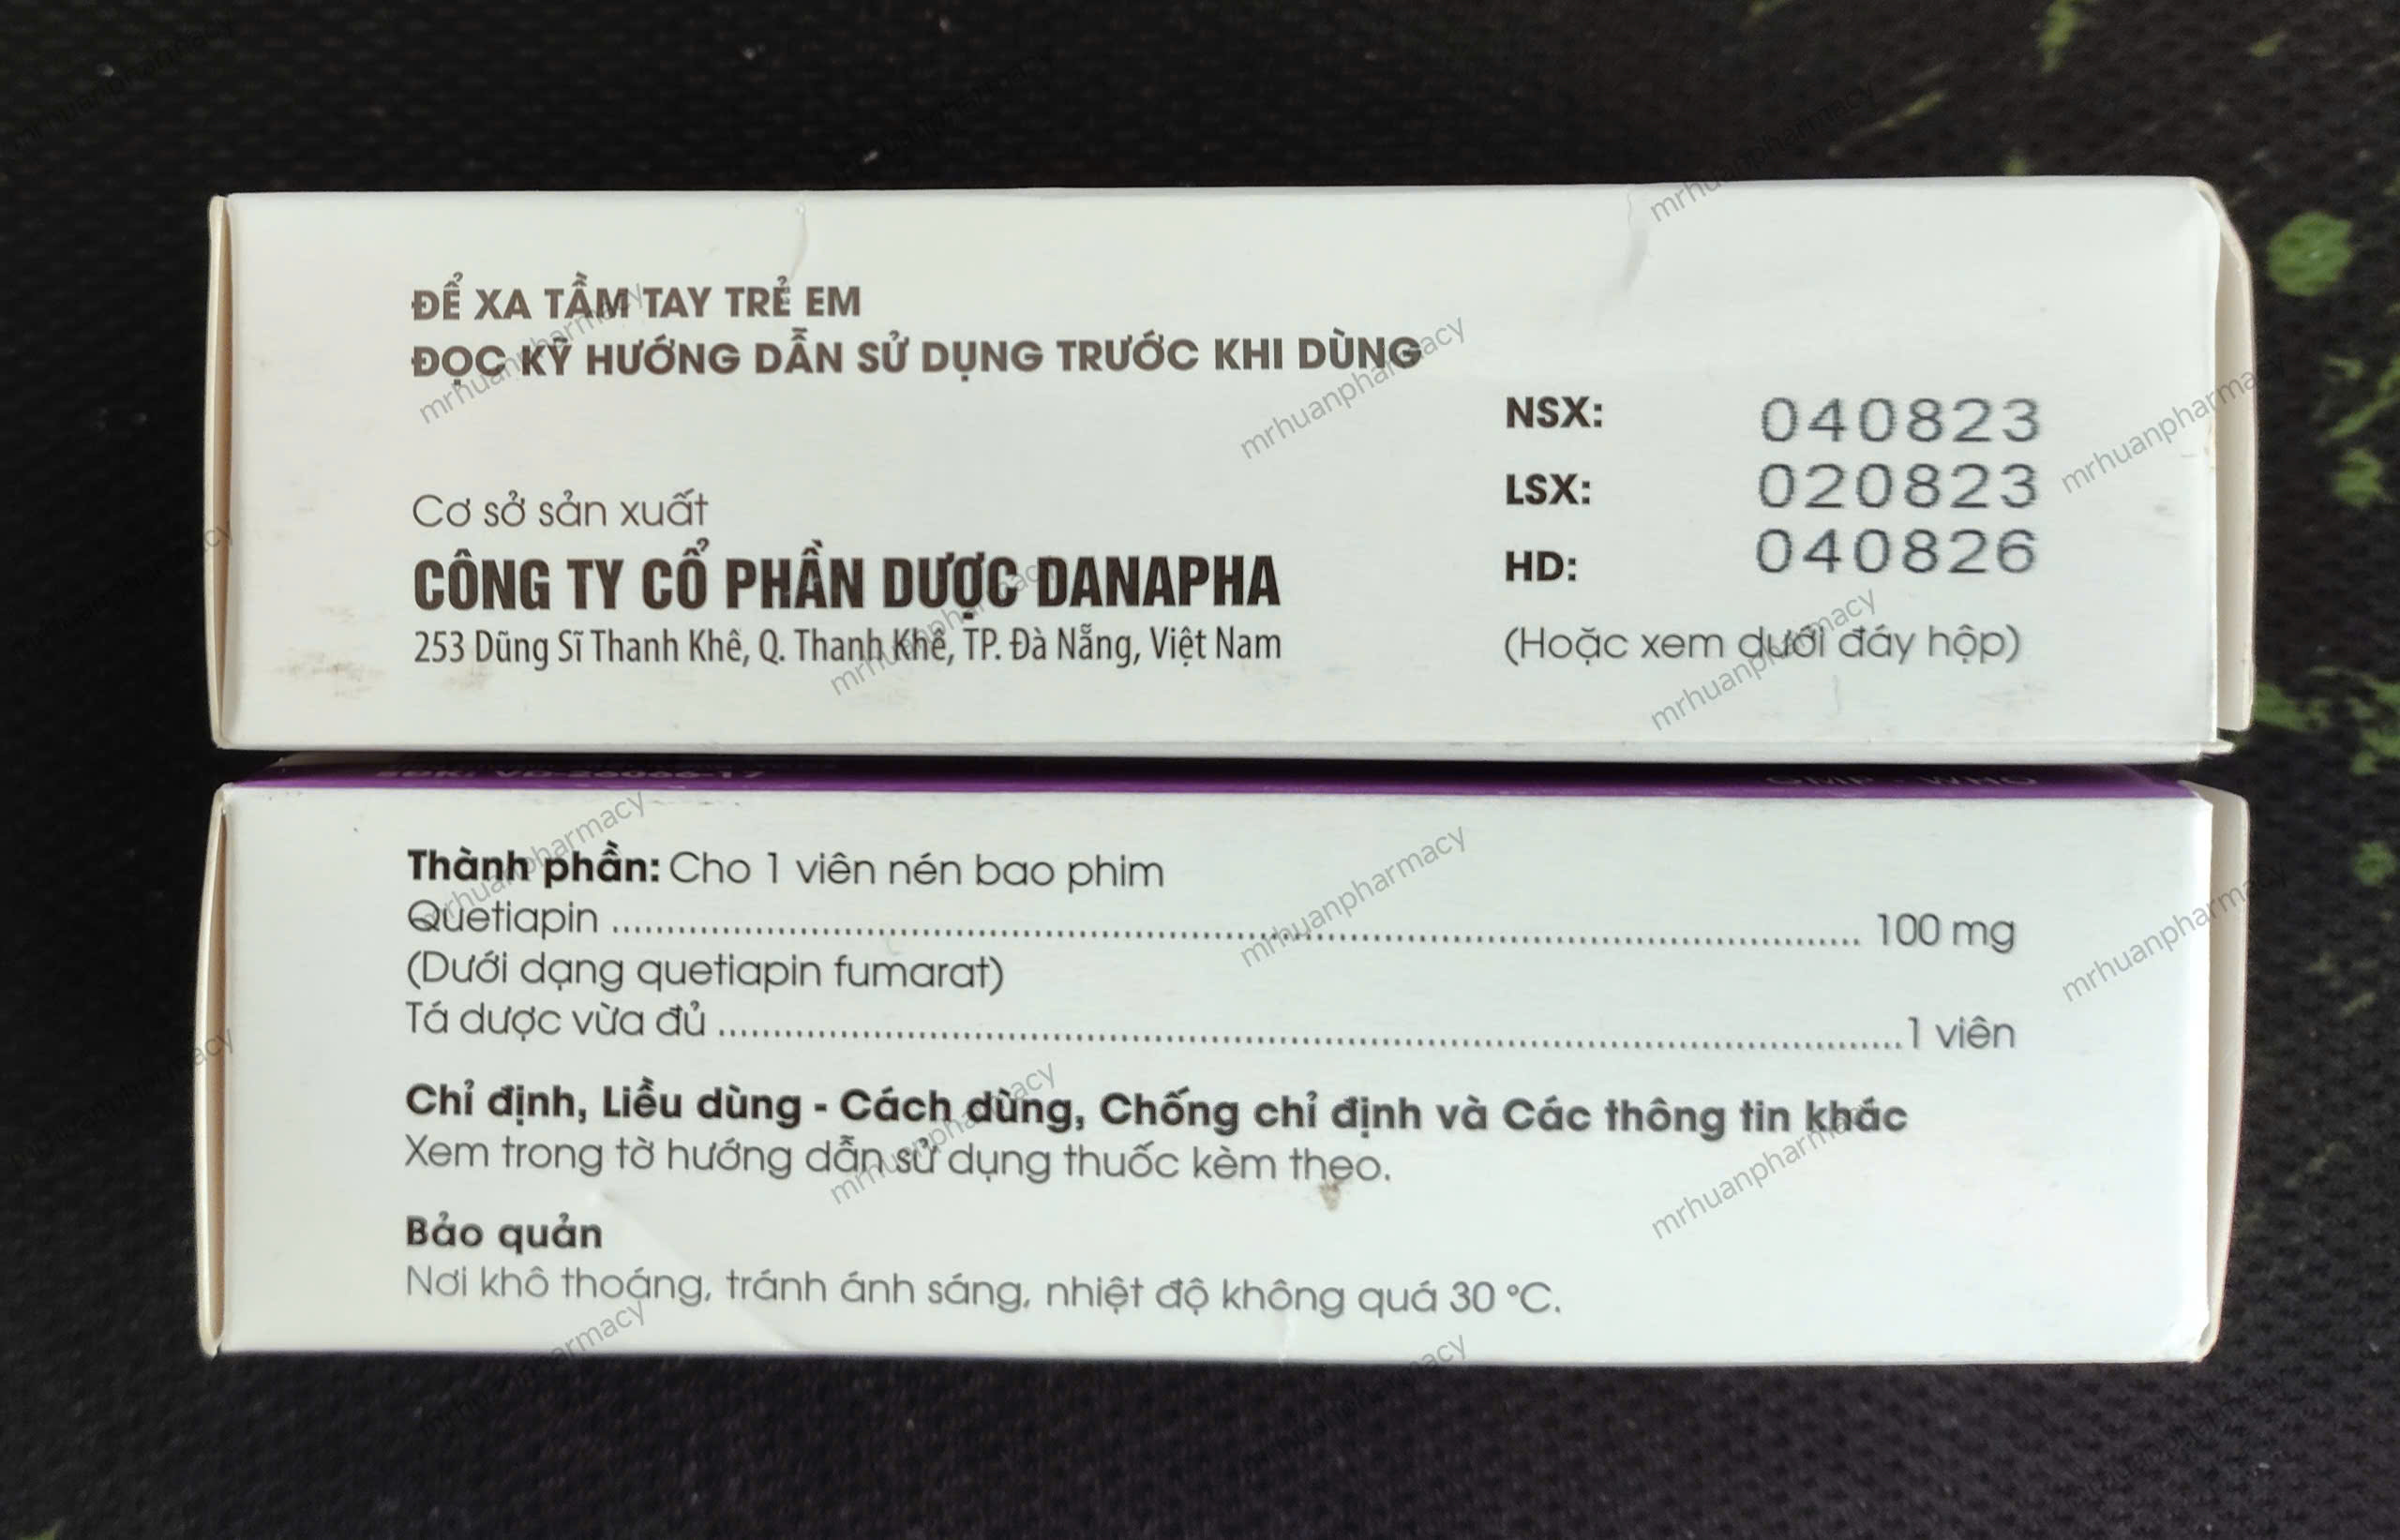 ĐỂ XA TẦM TAY TRẺ EM
ĐỌC KỸ HƯỚNG DẪN SỬ DỤNG TRƯỚC KHI DÙNG
Cơ sở sản xuất
CÔNG TY CỔ PHẦN DƯỢC DANAPHA
253 Dũng Sĩ Thanh Khê, Q. Thanh Khê, TP. Đà Nẵng, Việt Nam
NSX: 040823
LSX: 020823
HD: 040826
(Hoặc xem dưới đáy hộp)
GMP - WHO
Thành phần: Cho 1 viên nén bao phim
Quetiapin ........ 100 mg
(Dưới dạng quetiapin fumarat)
Tá dược vừa đủ ........ 1 viên
Chỉ định, Liều dùng - Cách dùng, Chống chỉ định và Các thông tin khác
Xem trong tờ hướng dẫn sử dụng thuốc kèm theo.
Bảo quản
Nơi khô thoáng, tránh ánh sáng, nhiệt độ không quá 30 °C.
mrhuanpharmacy